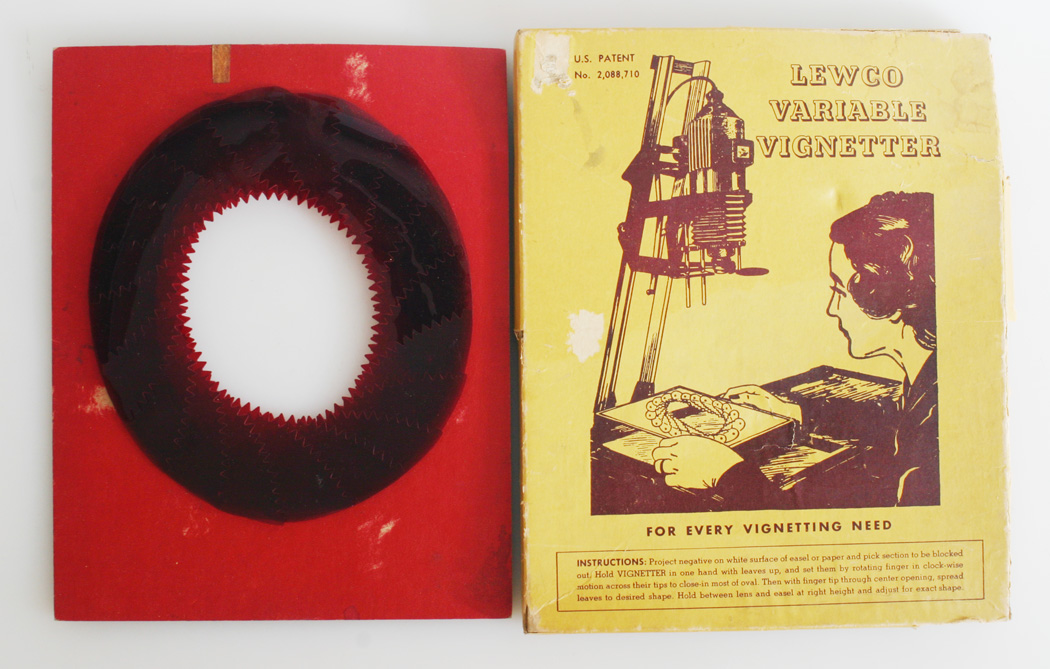 U.S. PATENT
No. 2,088,710
LEWCO
VARIABLE
VIGNETTER
FOR EVERY VIGNETTING NEED
INSTRUCTIONS: Project negative on white surface of easel or paper and pick section to be blocked
out. Hold VIGNETTER in one hand with leaves up, and set them by rotating finger in clock-wise
motion across their tips to close-in most of oval. Then with finger tip through center opening, spread
leaves to desired shape. Hold between lens and easel at right height and adjust for exact shape.